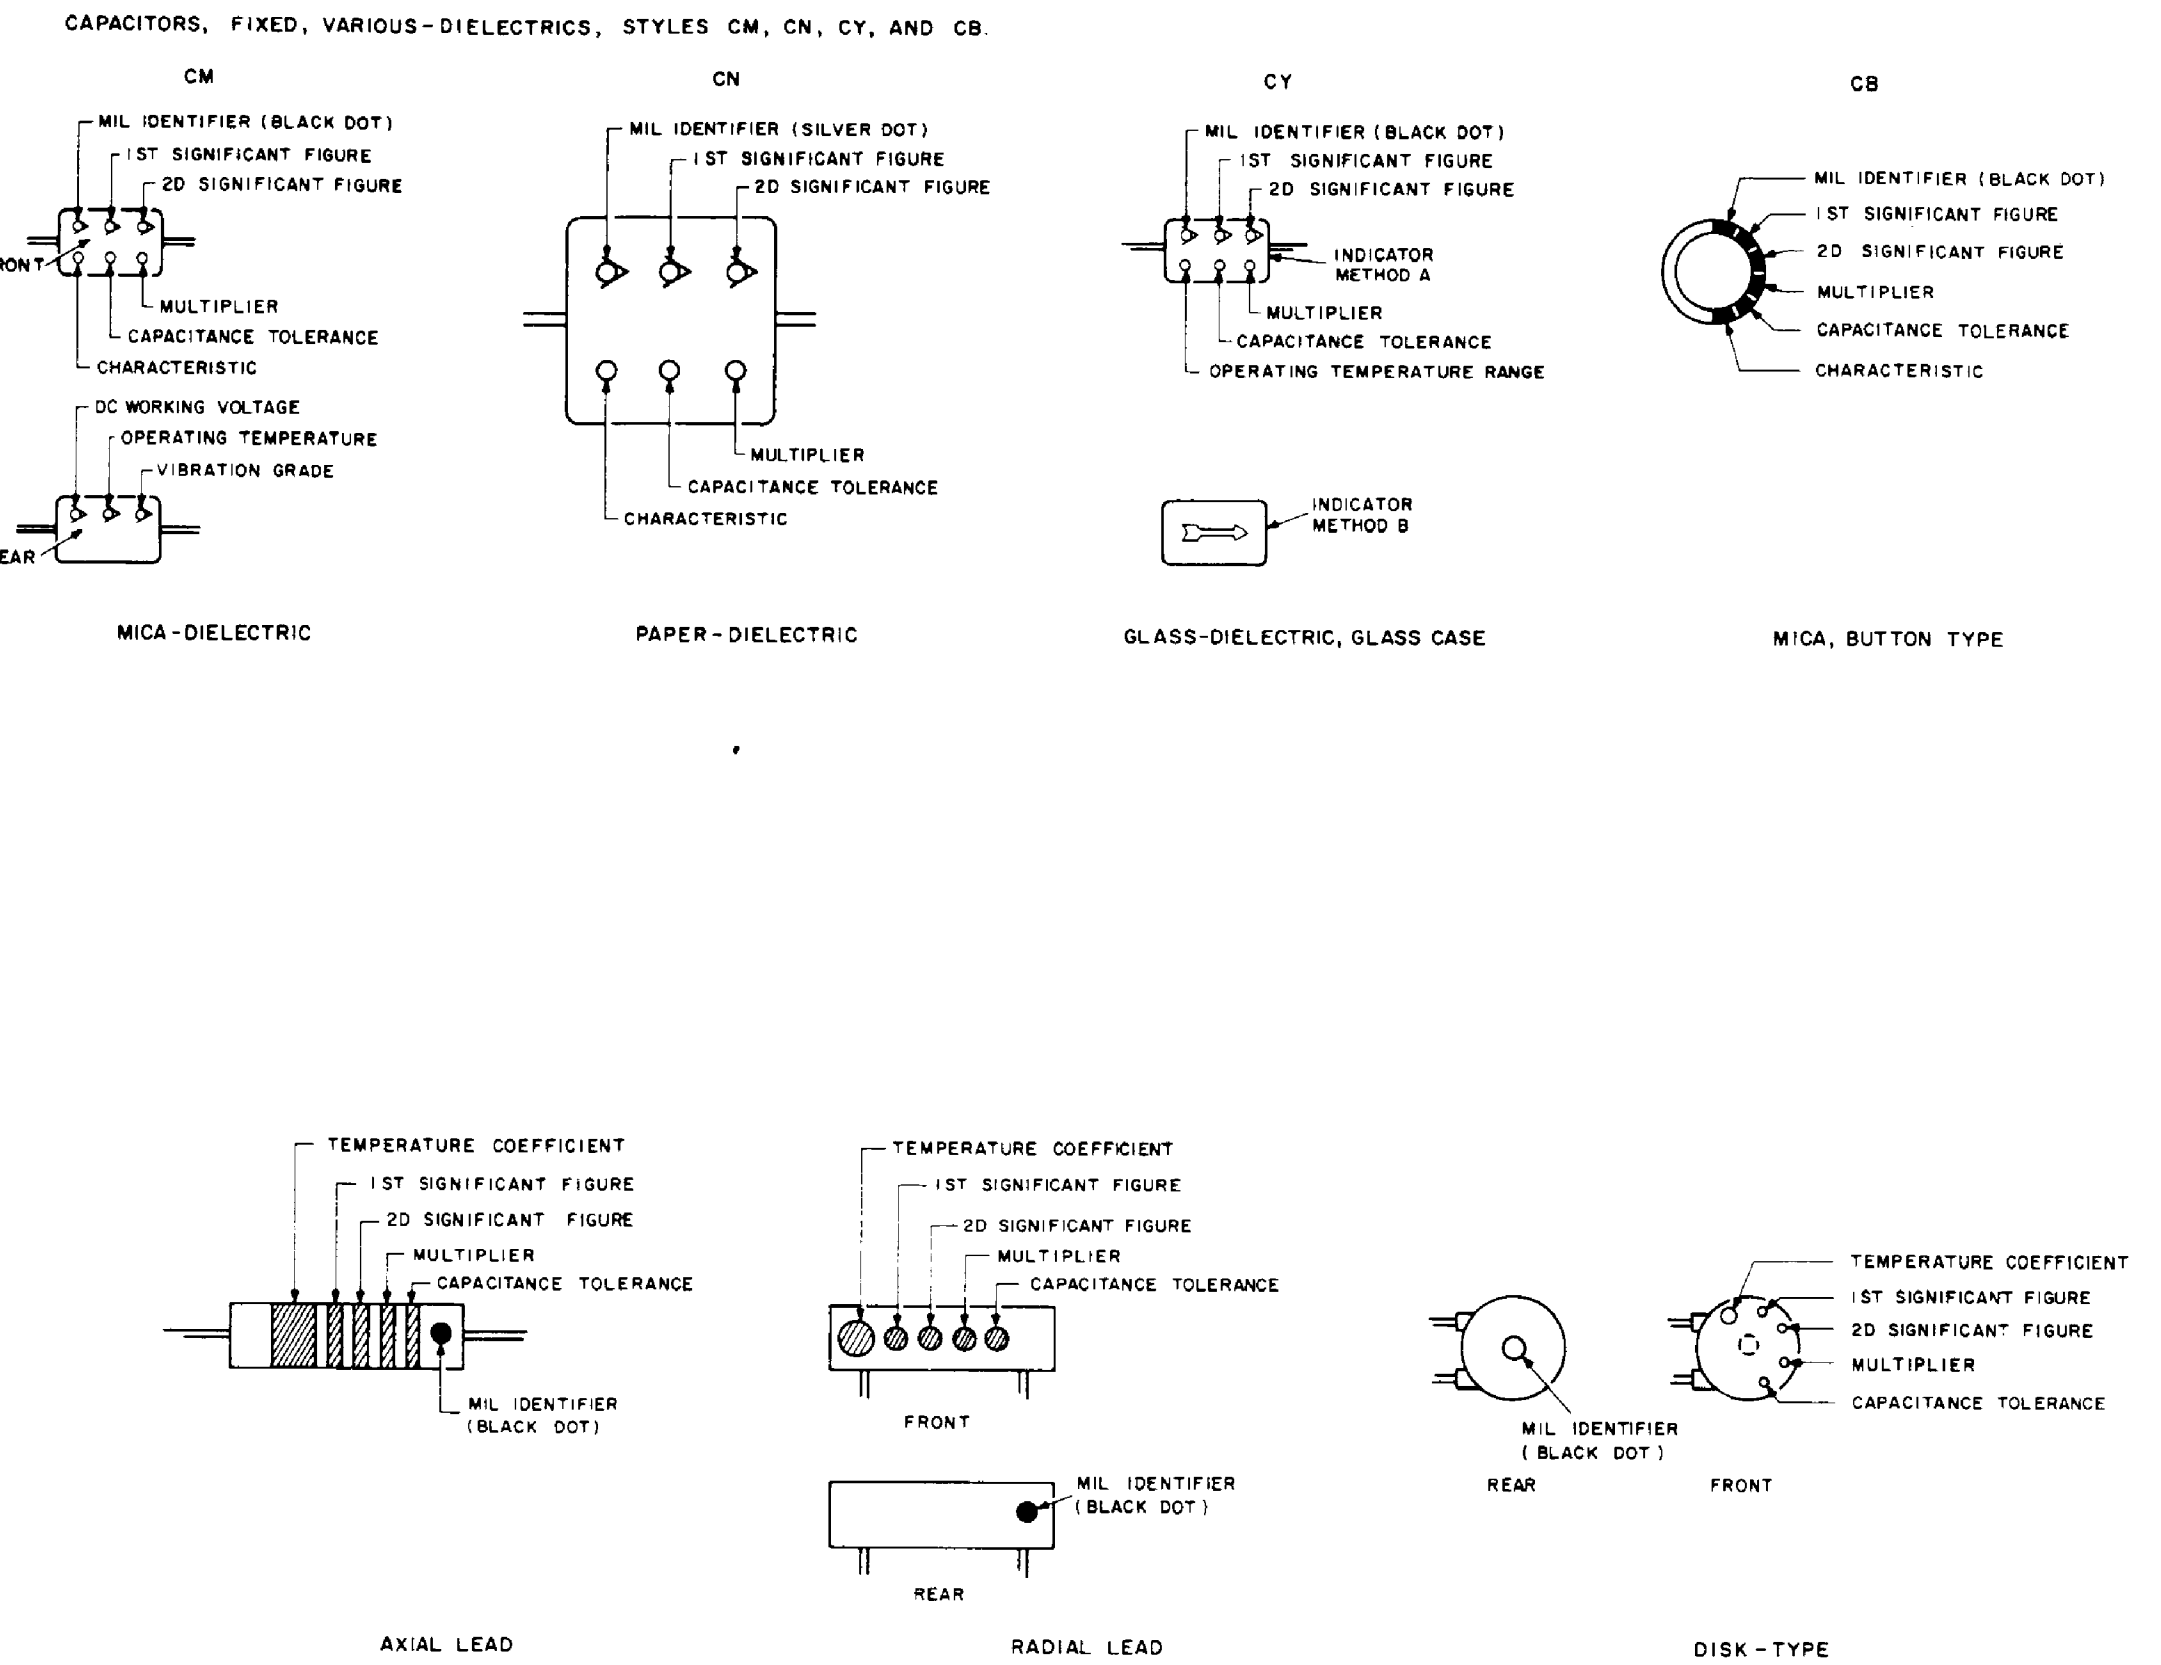 CAPACITORS, FIXED, VARIOUS-DIELECTRICS, STYLES CM, CN, CY, AND CB.
CM
MIL IDENTIFIER (BLACK DOT)
1ST SIGNIFICANT FIGURE
2D SIGNIFICANT FIGURE
RONT
MULTIPLIER
CAPACITANCE TOLERANCE
CHARACTERISTIC
DC WORKING VOLTAGE
OPERATING TEMPERATURE
VIBRATION GRADE
EAR
MICA-DIELECTRIC
CN
MIL IDENTIFIER (SILVER DOT)
1ST SIGNIFICANT FIGURE
2D SIGNIFICANT FIGURE
MULTIPLIER
CAPACITANCE TOLERANCE
CHARACTERISTIC
PAPER-DIELECTRIC
CY
MIL IDENTIFIER (BLACK DOT)
1ST SIGNIFICANT FIGURE
2D SIGNIFICANT FIGURE
INDICATOR
METHOD A
MULTIPLIER
CAPACITANCE TOLERANCE
OPERATING TEMPERATURE RANGE
INDICATOR
METHOD B
GLASS-DIELECTRIC, GLASS CASE
CB
MIL IDENTIFIER (BLACK DOT)
1ST SIGNIFICANT FIGURE
2D SIGNIFICANT FIGURE
MULTIPLIER
CAPACITANCE TOLERANCE
CHARACTERISTIC
MICA, BUTTON TYPE
TEMPERATURE COEFFICIENT
1ST SIGNIFICANT FIGURE
2D SIGNIFICANT FIGURE
MULTIPLIER
CAPACITANCE TOLERANCE
MIL IDENTIFIER
(BLACK DOT)
AXIAL LEAD
TEMPERATURE COEFFICIENT
1ST SIGNIFICANT FIGURE
2D SIGNIFICANT FIGURE
MULTIPLIER
CAPACITANCE TOLERANCE
FRONT
MIL IDENTIFIER
(BLACK DOT)
REAR
RADIAL LEAD
TEMPERATURE COEFFICIENT
1ST SIGNIFICANT FIGURE
2D SIGNIFICANT FIGURE
MULTIPLIER
CAPACITANCE TOLERANCE
MIL IDENTIFIER
(BLACK DOT)
REAR
FRONT
DISK-TYPE